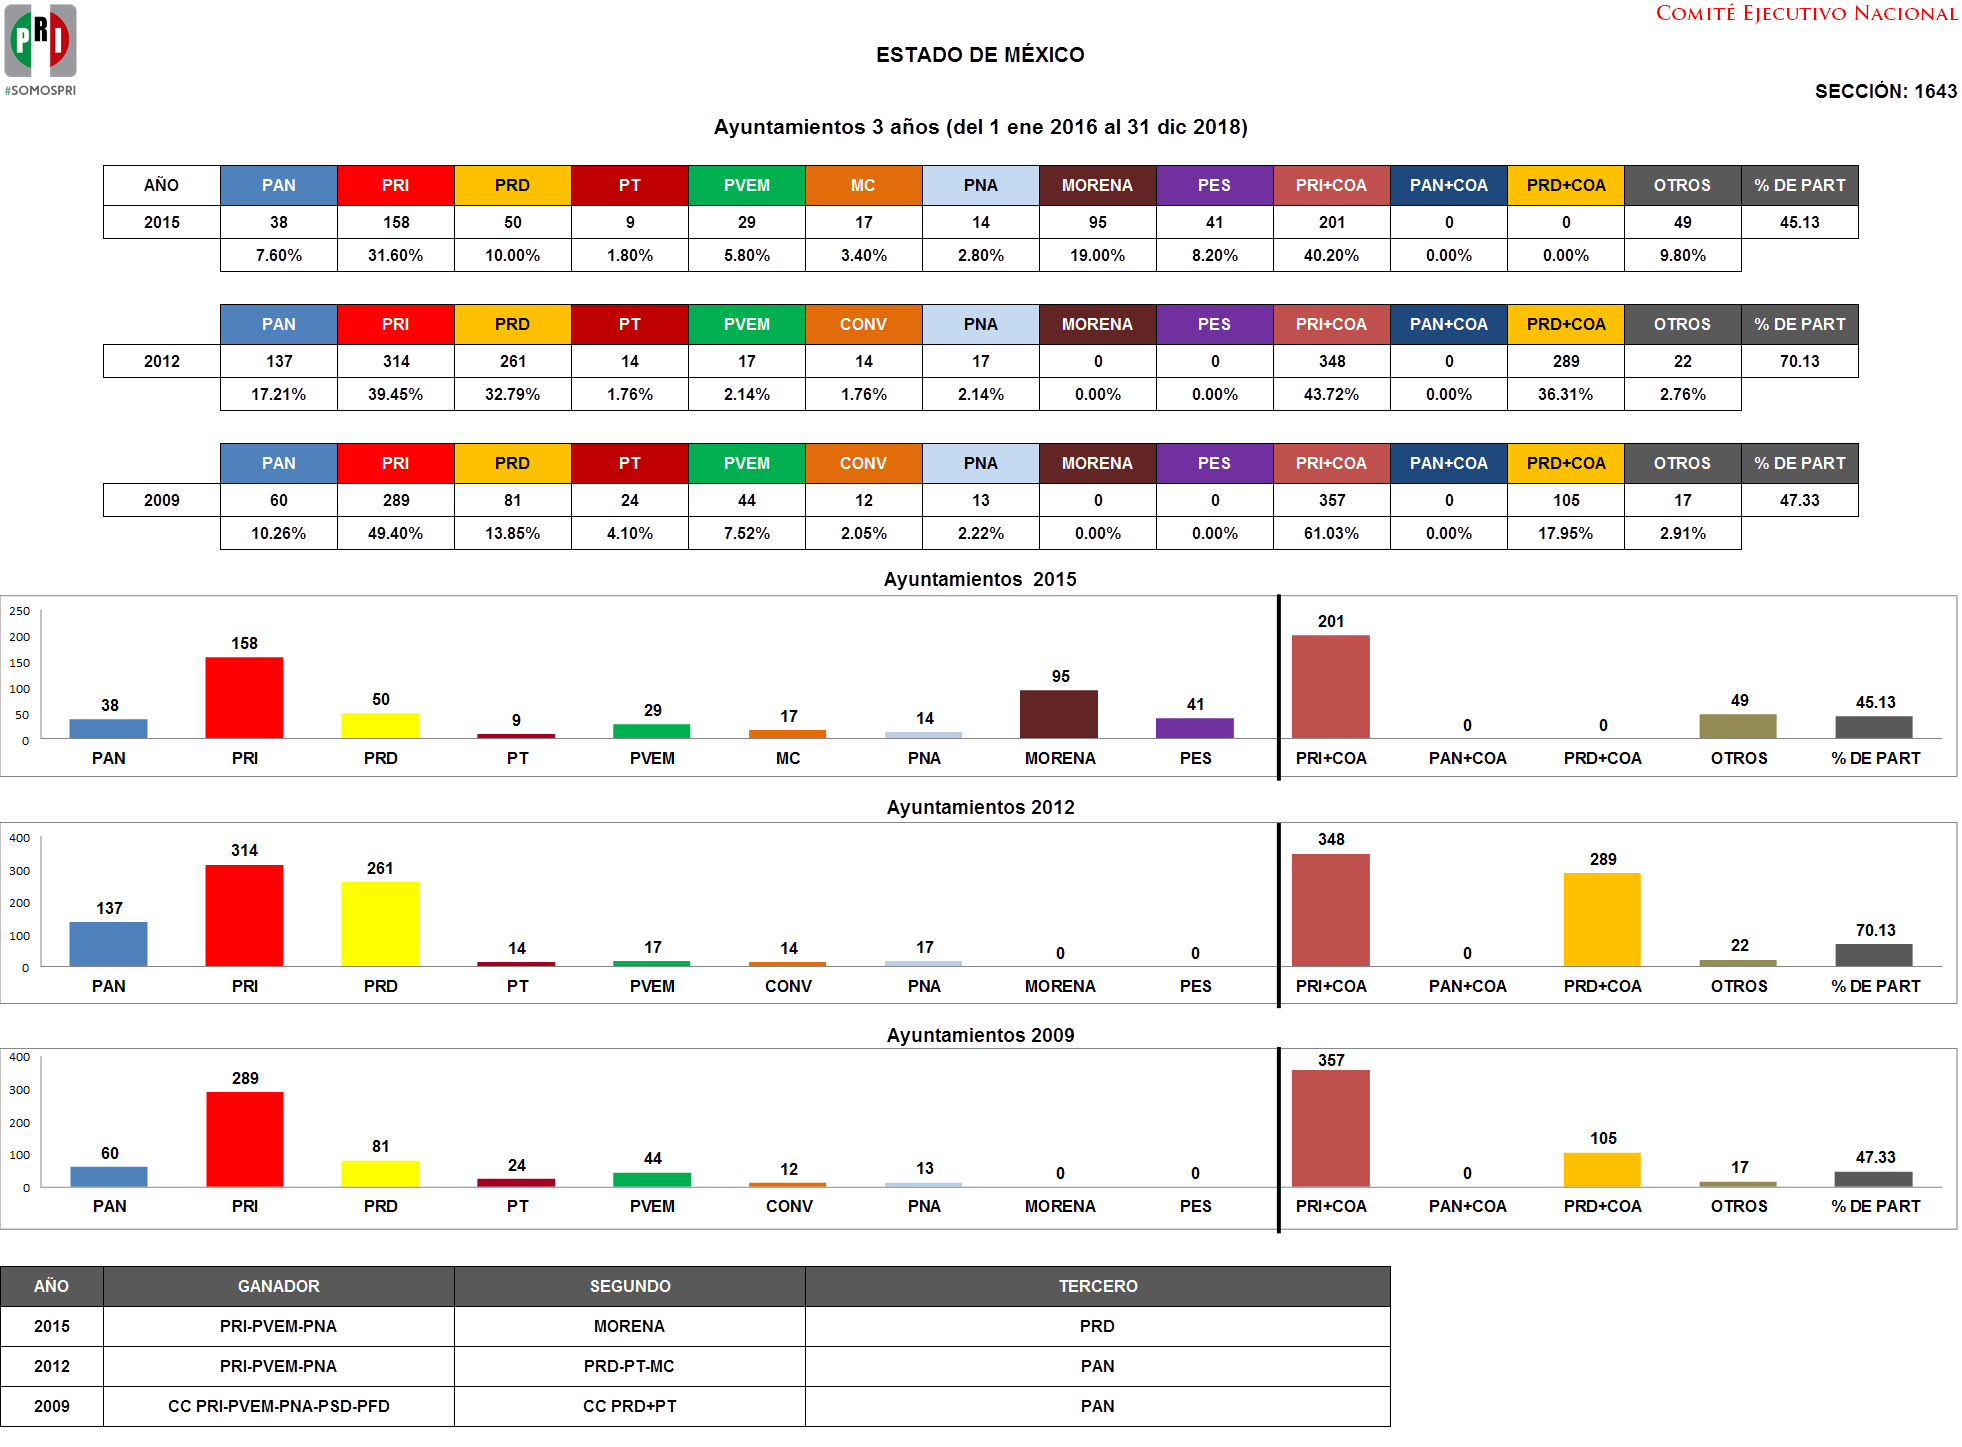 PRI
#SOMOSPRI
COMITÉ EJECUTIVO NACIONAL
ESTADO DE MÉXICO
SECCIÓN: 1643
Ayuntamientos 3 años (del 1 ene 2016 al 31 dic 2018)
AÑO PAN PRI PRD PT PVEM MC PNA MORENA PES PRI+COA PAN+COA PRD+COA OTROS % DE PART
2015 38 158 50 9 29 17 14 95 41 201 0 0 49 45.13
7.60% 31.60% 10.00% 1.80% 5.80% 3.40% 2.80% 19.00% 8.20% 40.20% 0.00% 0.00% 9.80%
PAN PRI PRD PT PVEM CONV PNA MORENA PES PRI+COA PAN+COA PRD+COA OTROS % DE PART
2012 137 314 261 14 17 14 17 0 0 348 0 289 22 70.13
17.21% 39.45% 32.79% 1.76% 2.14% 1.76% 2.14% 0.00% 0.00% 43.72% 0.00% 36.31% 2.76%
PAN PRI PRD PT PVEM CONV PNA MORENA PES PRI+COA PAN+COA PRD+COA OTROS % DE PART
2009 60 289 81 24 44 12 13 0 0 357 0 105 17 47.33
10.26% 49.40% 13.85% 4.10% 7.52% 2.05% 2.22% 0.00% 0.00% 61.03% 0.00% 17.95% 2.91%
Ayuntamientos 2015
250
200
150
100
50
0
38 158 50 9 29 17 14 95 41 201 0 0 49 45.13
PAN PRI PRD PT PVEM MC PNA MORENA PES PRI+COA PAN+COA PRD+COA OTROS % DE PART
Ayuntamientos 2012
400
300
200
100
0
137 314 261 14 17 14 17 0 0 348 0 289 22 70.13
PAN PRI PRD PT PVEM CONV PNA MORENA PES PRI+COA PAN+COA PRD+COA OTROS % DE PART
Ayuntamientos 2009
400
300
200
100
0
60 289 81 24 44 12 13 0 0 357 0 105 17 47.33
PAN PRI PRD PT PVEM CONV PNA MORENA PES PRI+COA PAN+COA PRD+COA OTROS % DE PART
AÑO GANADOR SEGUNDO TERCERO
2015 PRI-PVEM-PNA MORENA PRD
2012 PRI-PVEM-PNA PRD-PT-MC PAN
2009 CC PRI-PVEM-PNA-PSD-PFD CC PRD+PT PAN